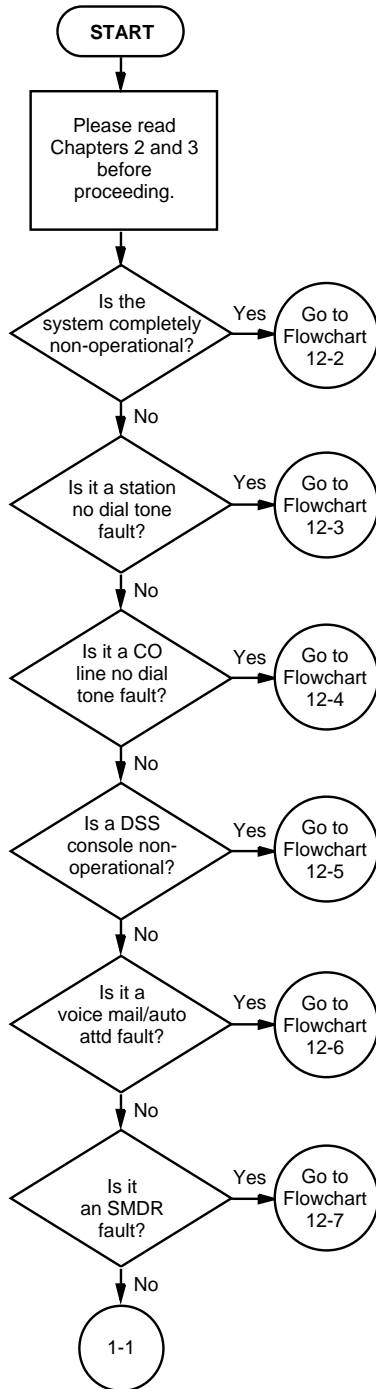 START
Please read
Chapters 2 and 3
before
proceeding.
Is the
system completely
non-operational?
Yes
Go to
Flowchart
12-2
No
Is it a station
no dial tone
fault?
Yes
Go to
Flowchart
12-3
No
Is it a CO
line no dial
tone fault?
Yes
Go to
Flowchart
12-4
No
Is a DSS
console non-
operational?
Yes
Go to
Flowchart
12-5
No
Is it a
voice mail/auto
attd fault?
Yes
Go to
Flowchart
12-6
No
Is it
an SMDR
fault?
Yes
Go to
Flowchart
12-7
No
1-1